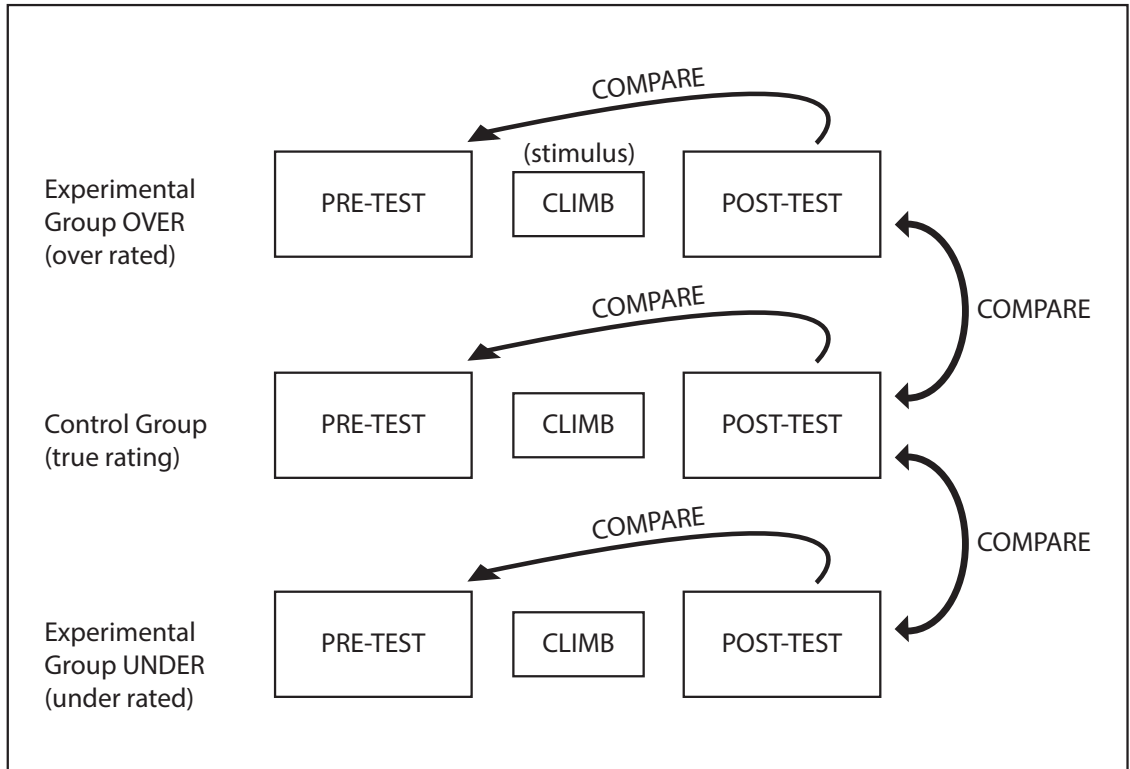 COMPARE
(stimulus)
Experimental
Group OVER
(over rated)
PRE-TEST
CLIMB
POST-TEST
COMPARE
COMPARE
Control Group
(true rating)
PRE-TEST
CLIMB
POST-TEST
COMPARE
COMPARE
Experimental
Group UNDER
(under rated)
PRE-TEST
CLIMB
POST-TEST